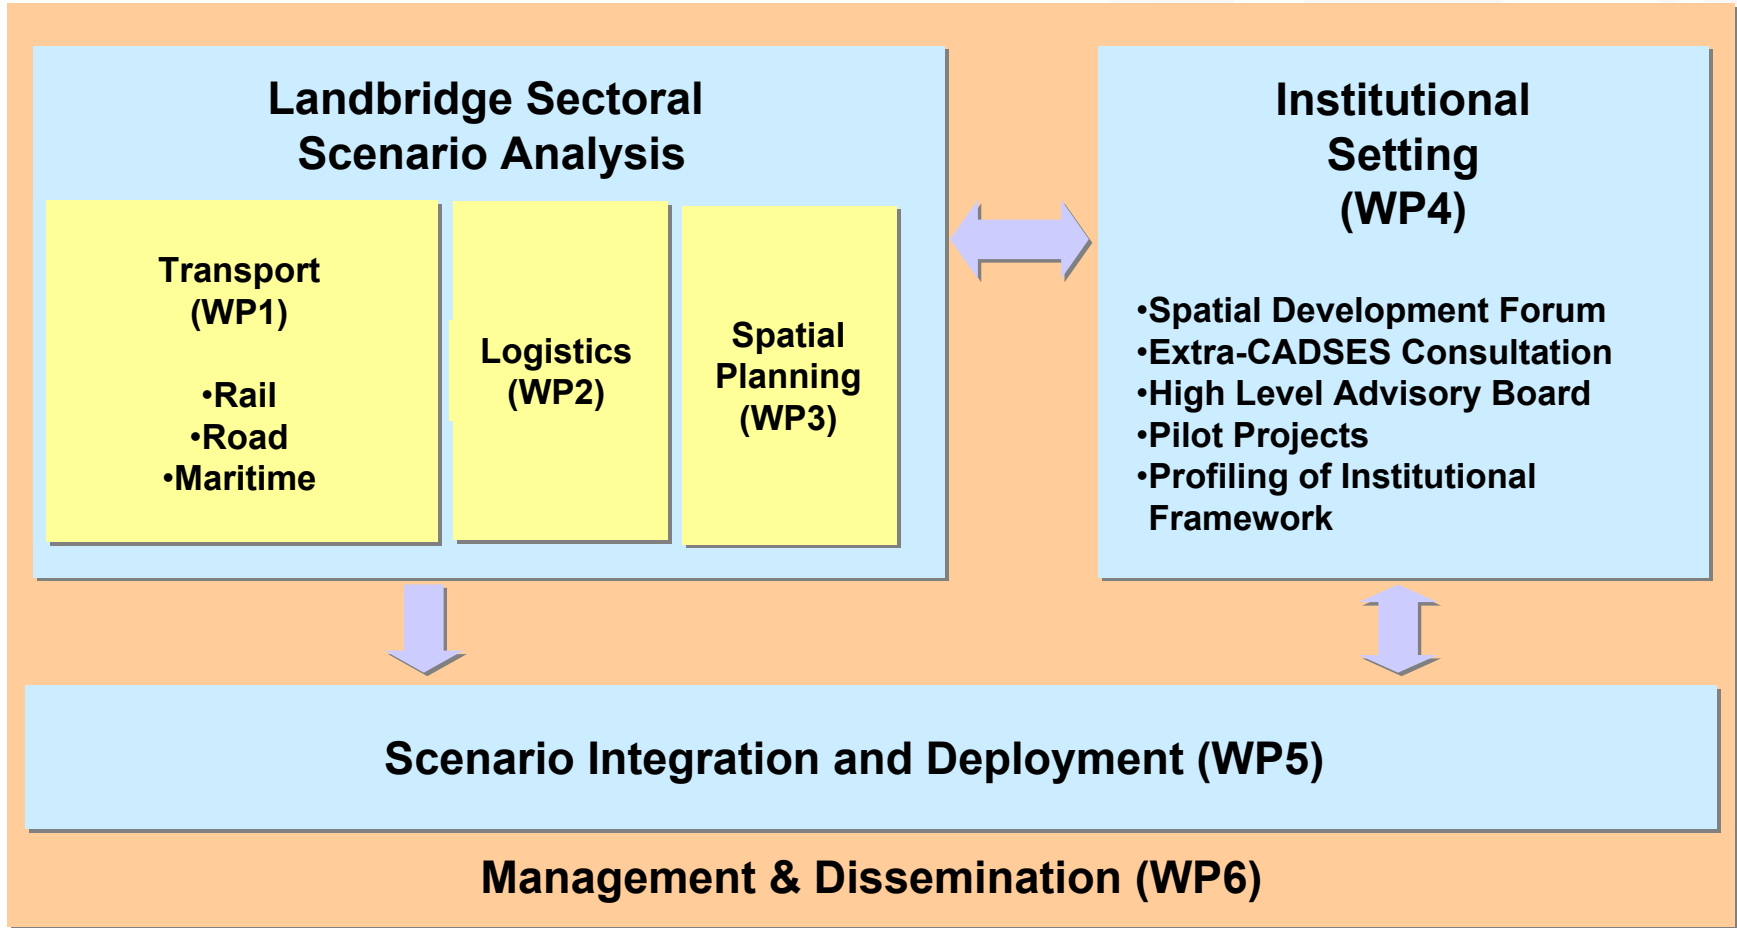 Landbridge Sectoral
Scenario Analysis
Transport
(WP1)
•Rail
•Road
•Maritime
Logistics
(WP2)
Spatial
Planning
(WP3)
Institutional
Setting
(WP4)
•Spatial Development Forum
•Extra-CADSES Consultation
•High Level Advisory Board
•Pilot Projects
•Profiling of Institutional
Framework
Scenario Integration and Deployment (WP5)
Management & Dissemination (WP6)